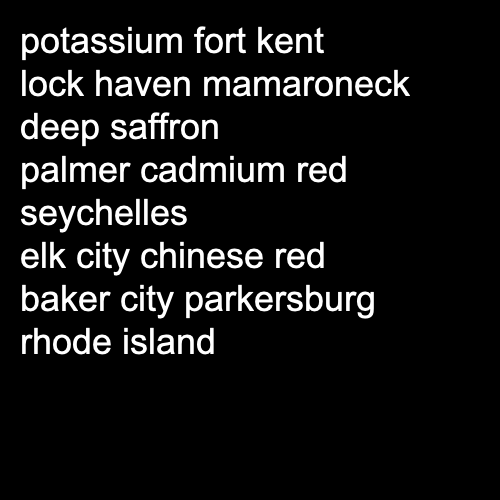 potassium fort kent
lock haven mamaroneck
deep saffron
palmer cadmium red
seychelles
elk city chinese red
baker city parkersburg
rhode island